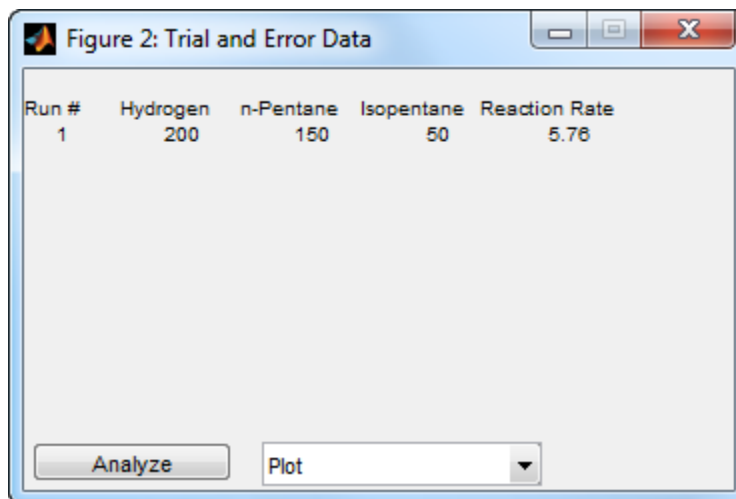 Figure 2: Trial and Error Data
Run # Hydrogen n-Pentane Isopentane Reaction Rate
1 200 150 50 5.76
Analyze Plot